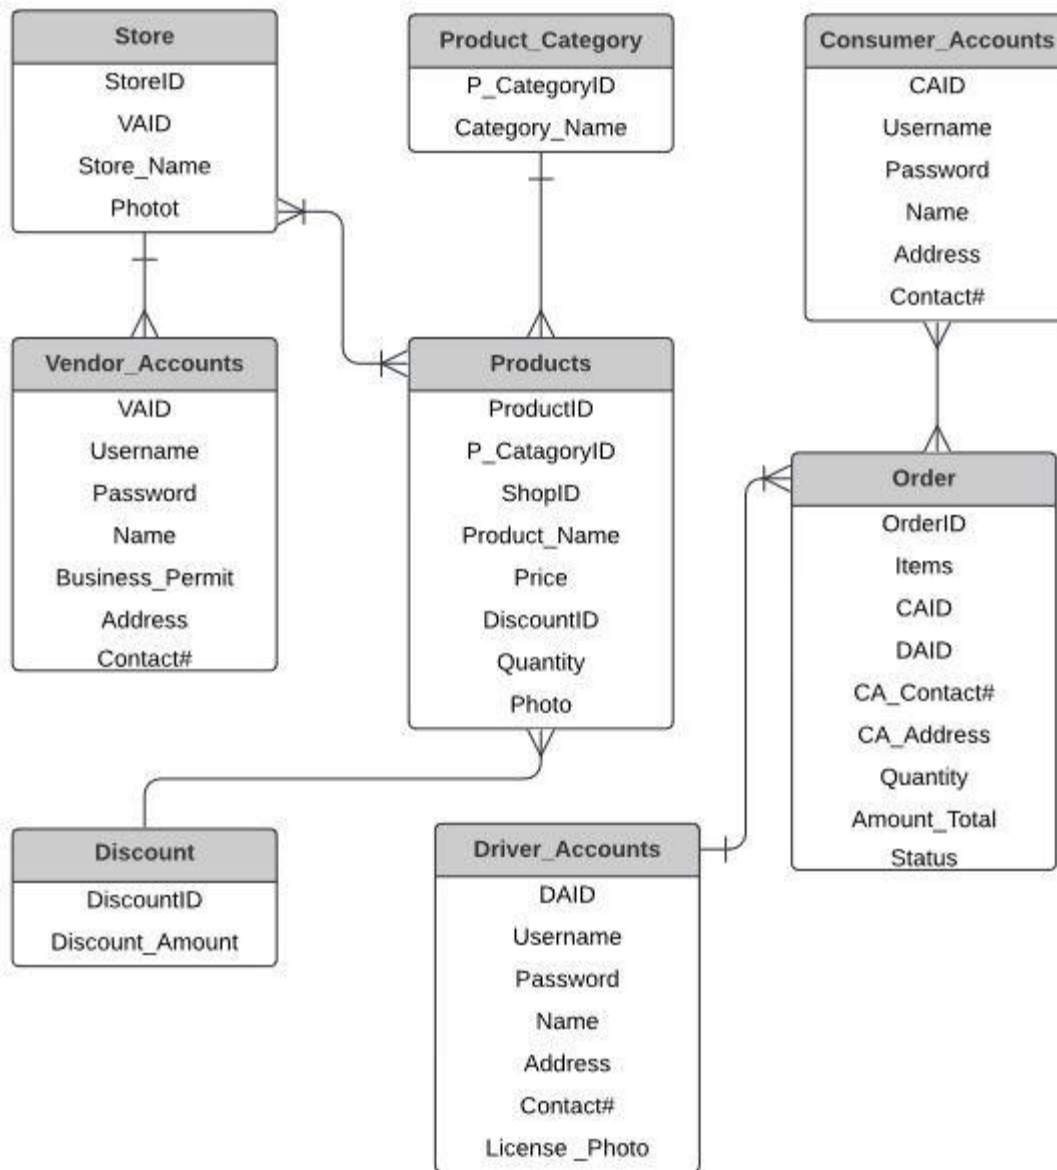 Store
StoreID
VAID
Store_Name
Photot
Product_Category
P_CategoryID
Category_Name
Consumer_Accounts
CAID
Username
Password
Name
Address
Contact#
Vendor_Accounts
VAID
Username
Password
Name
Business_Permit
Address
Contact#
Products
ProductID
P_CatagoryID
ShopID
Product_Name
Price
DiscountID
Quantity
Photo
Order
OrderID
Items
CAID
DAID
CA_Contact#
CA_Address
Quantity
Amount_Total
Status
Discount
DiscountID
Discount_Amount
Driver_Accounts
DAID
Username
Password
Name
Address
Contact#
License _Photo